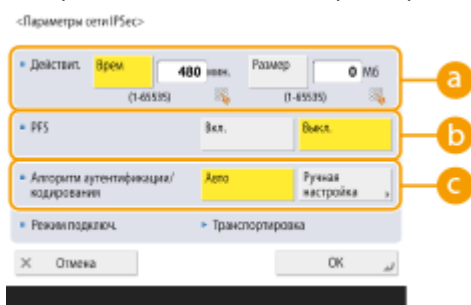 <Параметры сети IPSec>
Действит. Врем. 480 мин. Размер 0 Мб
(1-65535) (1-65535)
a
PFS Вкл. Выкл.
b
Алгоритм аутентификации/ Авто Ручная
кодирования настройка
c
Режим подключ. Транспортировка
Отмена OK